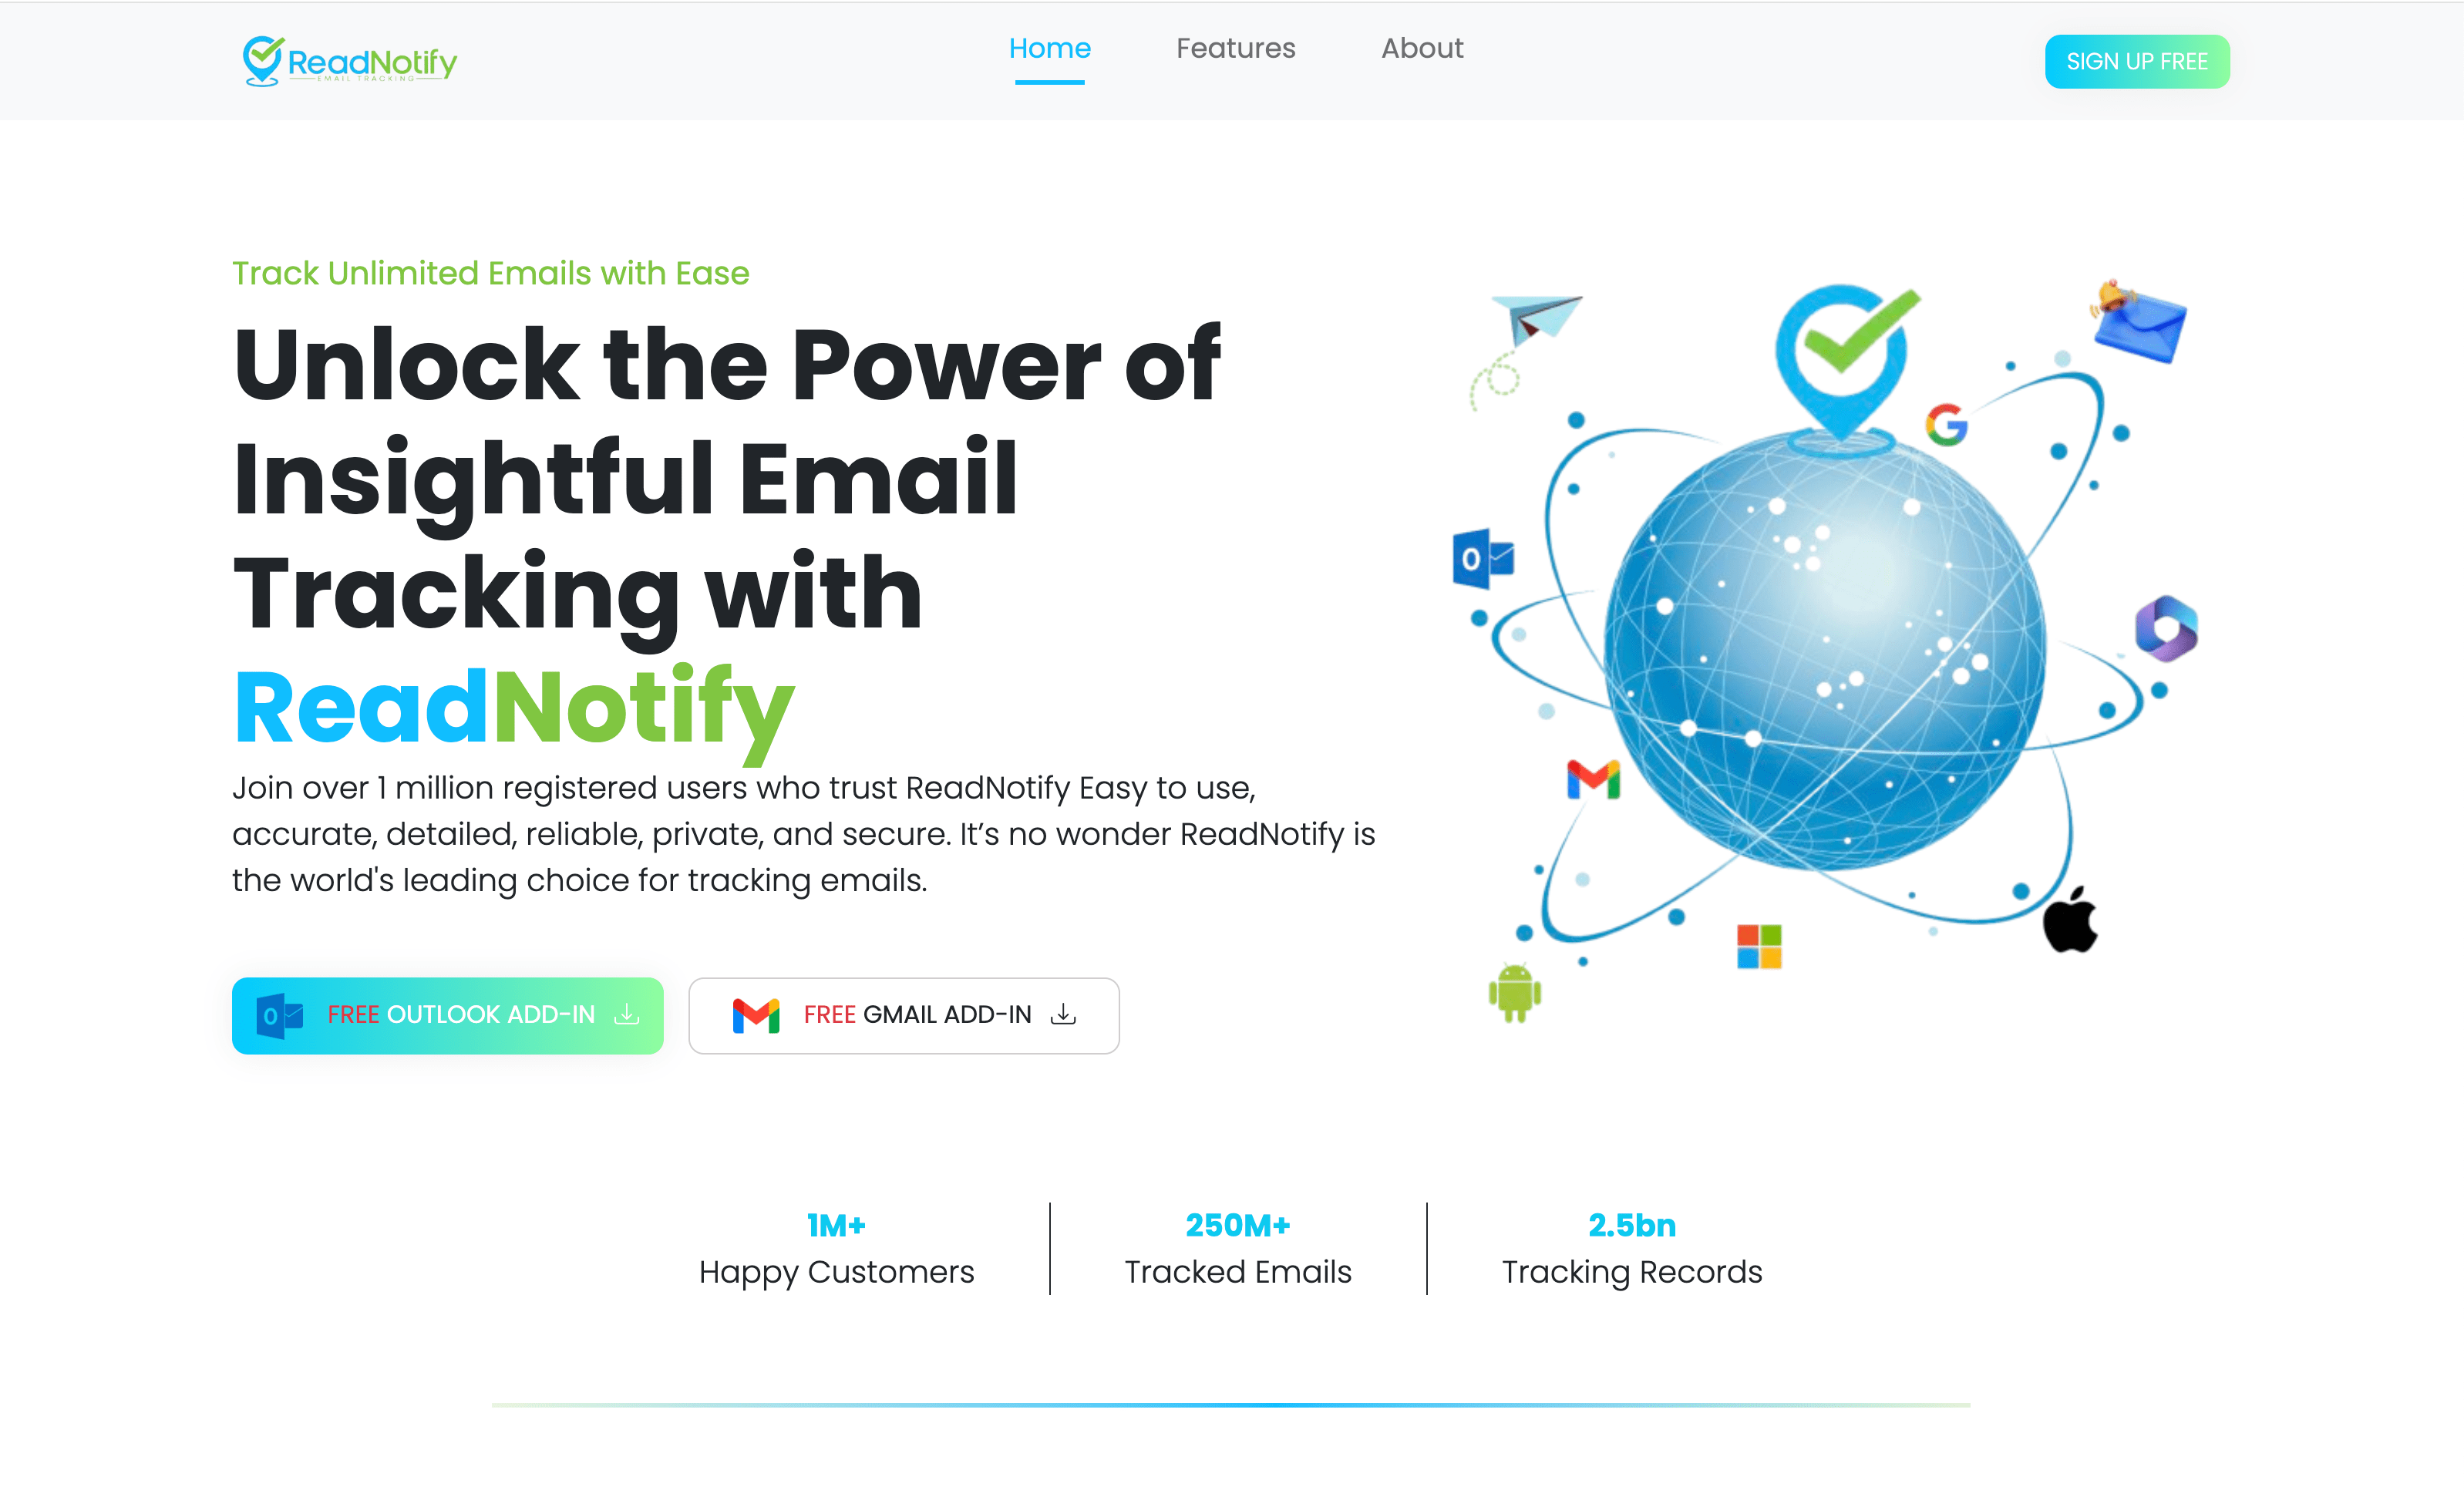 ReadNotify
EMAIL TRACKING
Home
Features
About
SIGN UP FREE
Track Unlimited Emails with Ease
Unlock the Power of
Insightful Email
Tracking with
ReadNotify
Join over 1 million registered users who trust ReadNotify Easy to use,
accurate, detailed, reliable, private, and secure. It’s no wonder ReadNotify is
the world's leading choice for tracking emails.
FREE OUTLOOK ADD-IN
FREE GMAIL ADD-IN
1M+
Happy Customers
250M+
Tracked Emails
2.5bn
Tracking Records